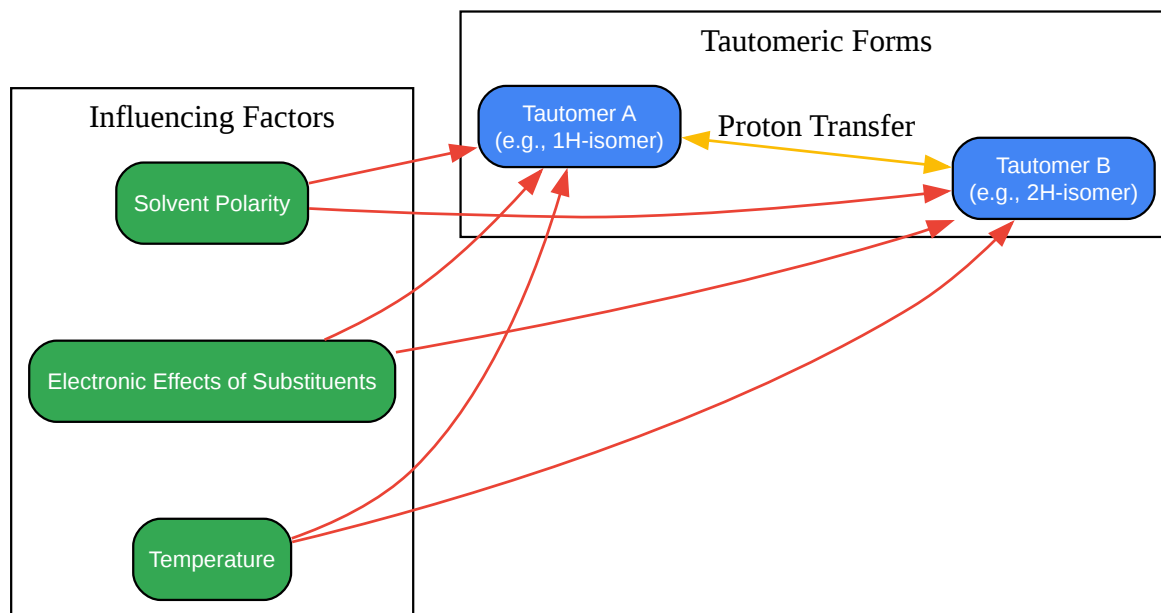 Tautomeric Forms
Influencing Factors
Tautomer A
(e.g., 1H-isomer)
Proton Transfer
Tautomer B
(e.g., 2H-isomer)
Solvent Polarity
Electronic Effects of Substituents
Temperature